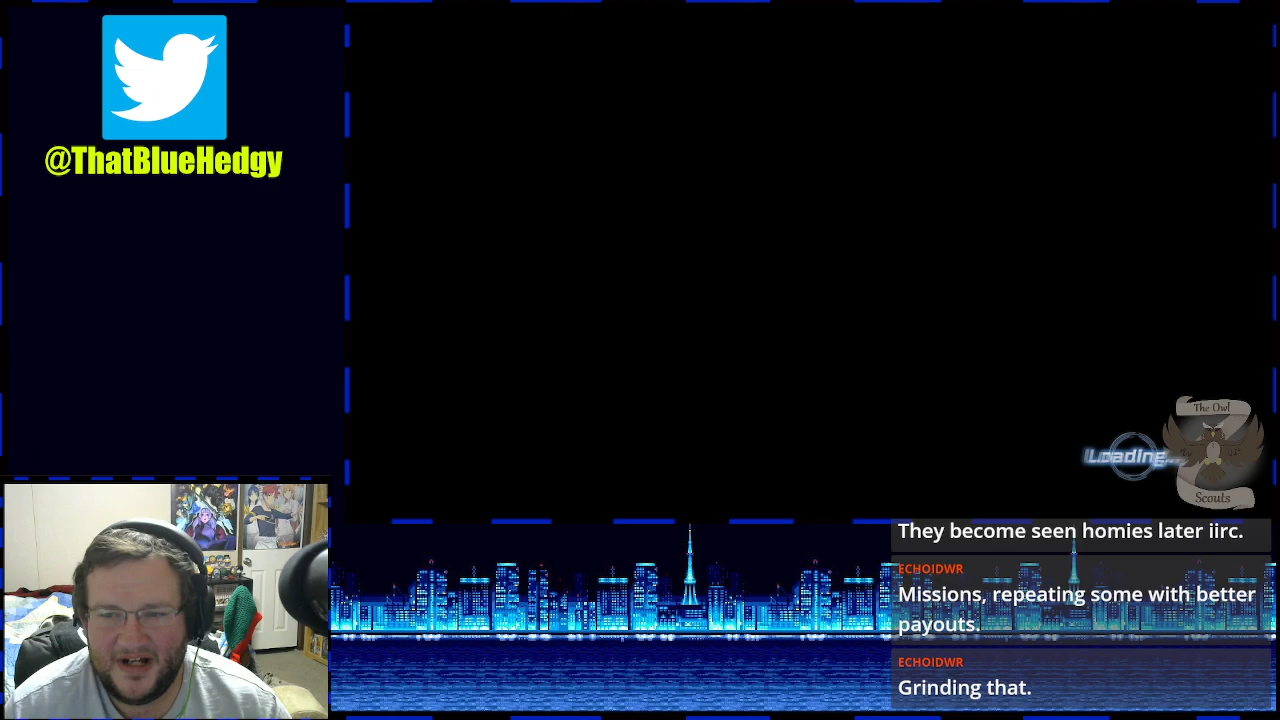 @ThatBlueHedgy
Loading...
The Owl
Scouts
They become seen homies later iirc.
ECHOIDWR
Missions, repeating some with better
payouts.
ECHOIDWR
Grinding that.